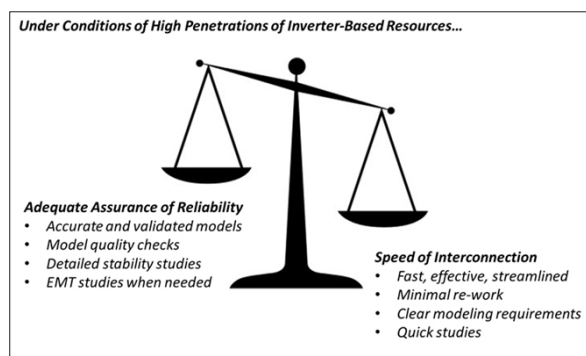 Under Conditions of High Penetrations of Inverter-Based Resources...
Adequate Assurance of Reliability
• Accurate and validated models
• Model quality checks
• Detailed stability studies
• EMT studies when needed
Speed of Interconnection
• Fast, effective, streamlined
• Minimal re-work
• Clear modeling requirements
• Quick studies